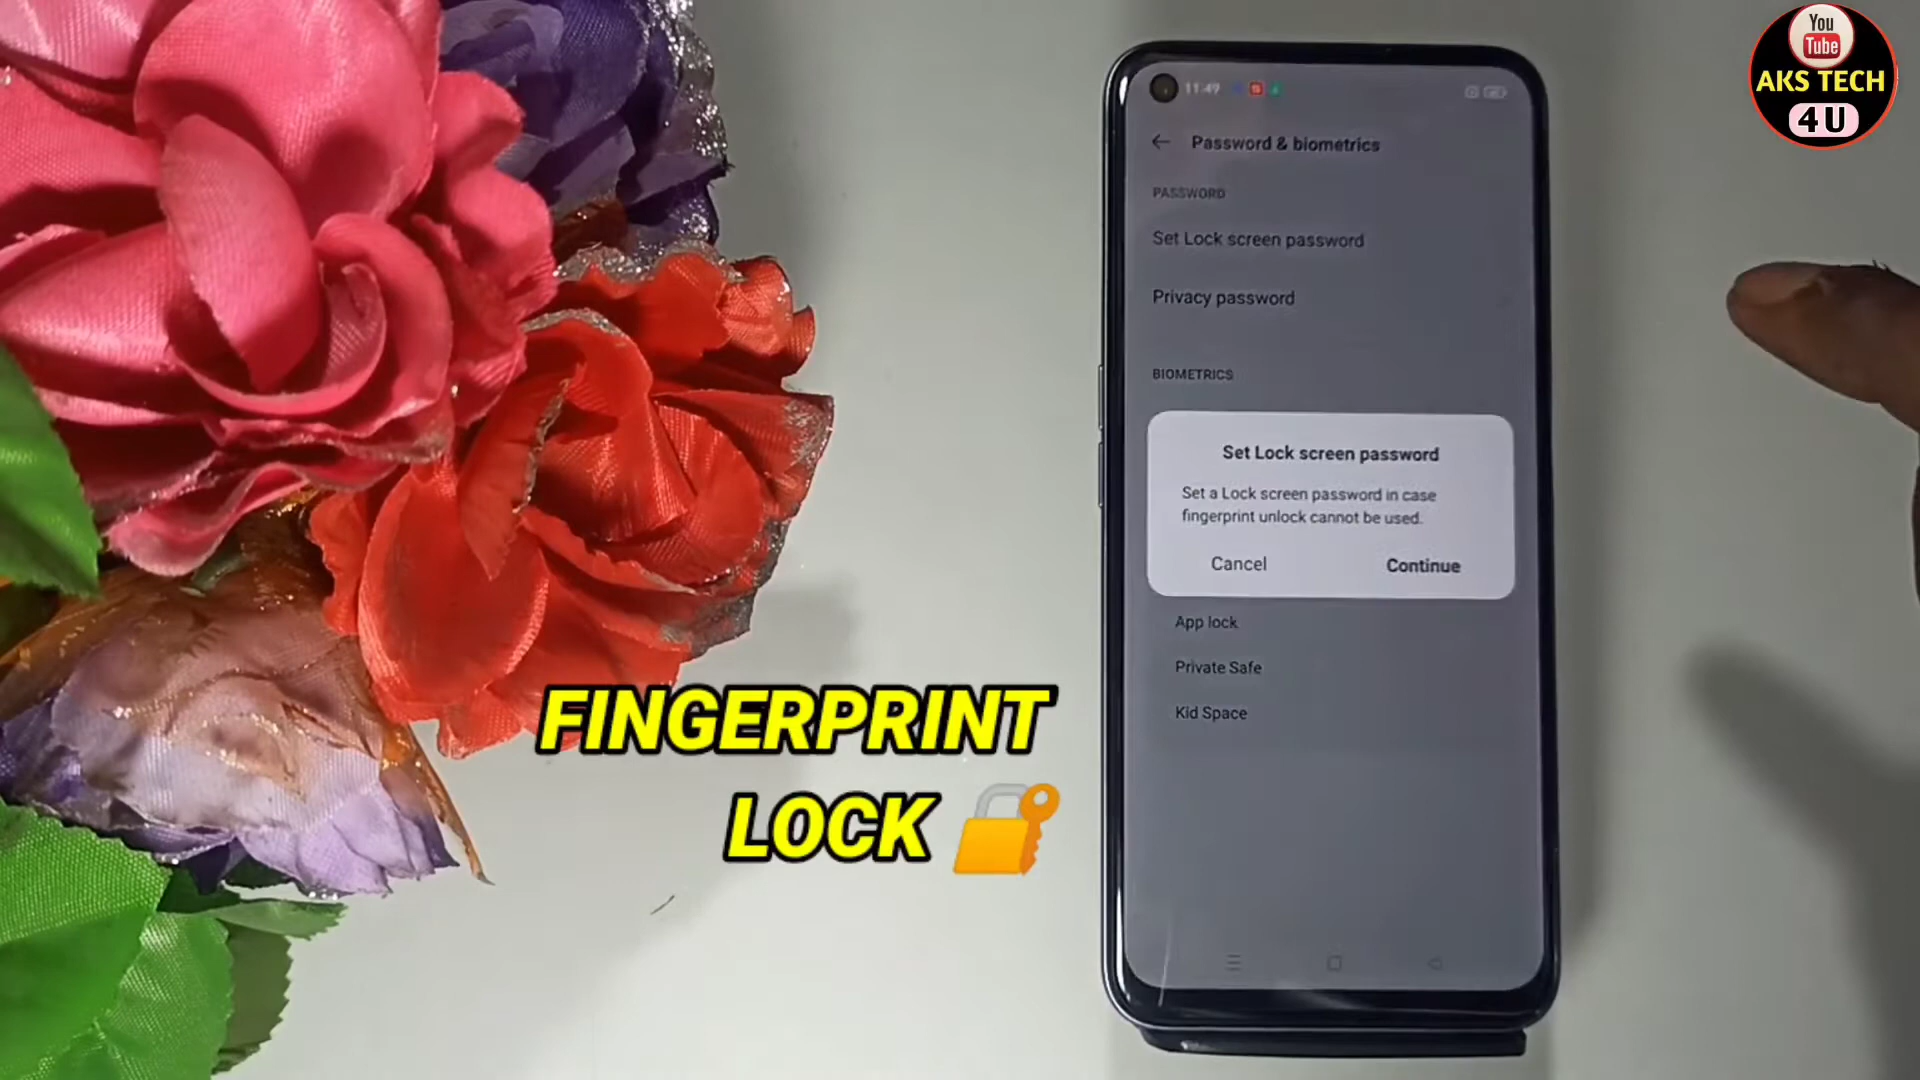 You
Tube
AKS TECH
4U
11:49
Password & biometrics
PASSWORD
Set Lock screen password
Privacy password
BIOMETRICS
Set Lock screen password
Set a Lock screen password in case
fingerprint unlock cannot be used.
Cancel Continue
App lock
Private Safe
Kid Space
FINGERPRINT
LOCK